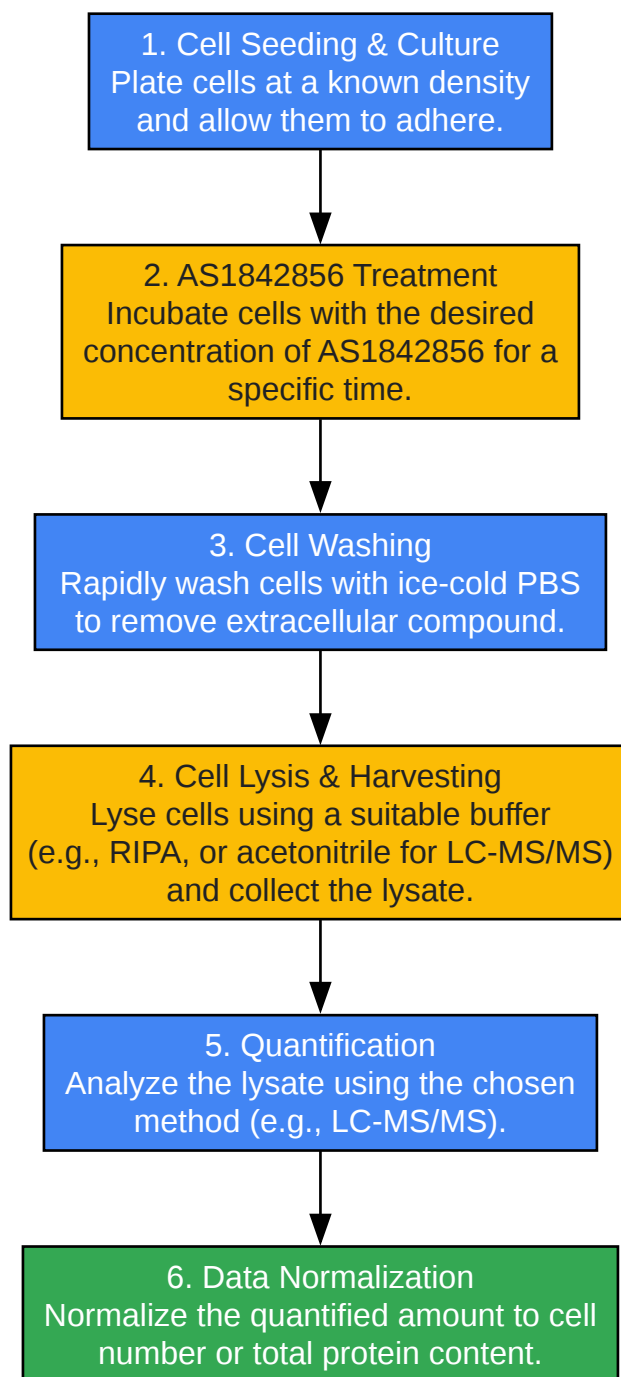 1. Cell Seeding & Culture
Plate cells at a known density
and allow them to adhere.
2. AS1842856 Treatment
Incubate cells with the desired
concentration of AS1842856 for a
specific time.
3. Cell Washing
Rapidly wash cells with ice-cold PBS
to remove extracellular compound.
4. Cell Lysis & Harvesting
Lyse cells using a suitable buffer
(e.g., RIPA, or acetonitrile for LC-MS/MS)
and collect the lysate.
5. Quantification
Analyze the lysate using the chosen
method (e.g., LC-MS/MS).
6. Data Normalization
Normalize the quantified amount to cell
number or total protein content.